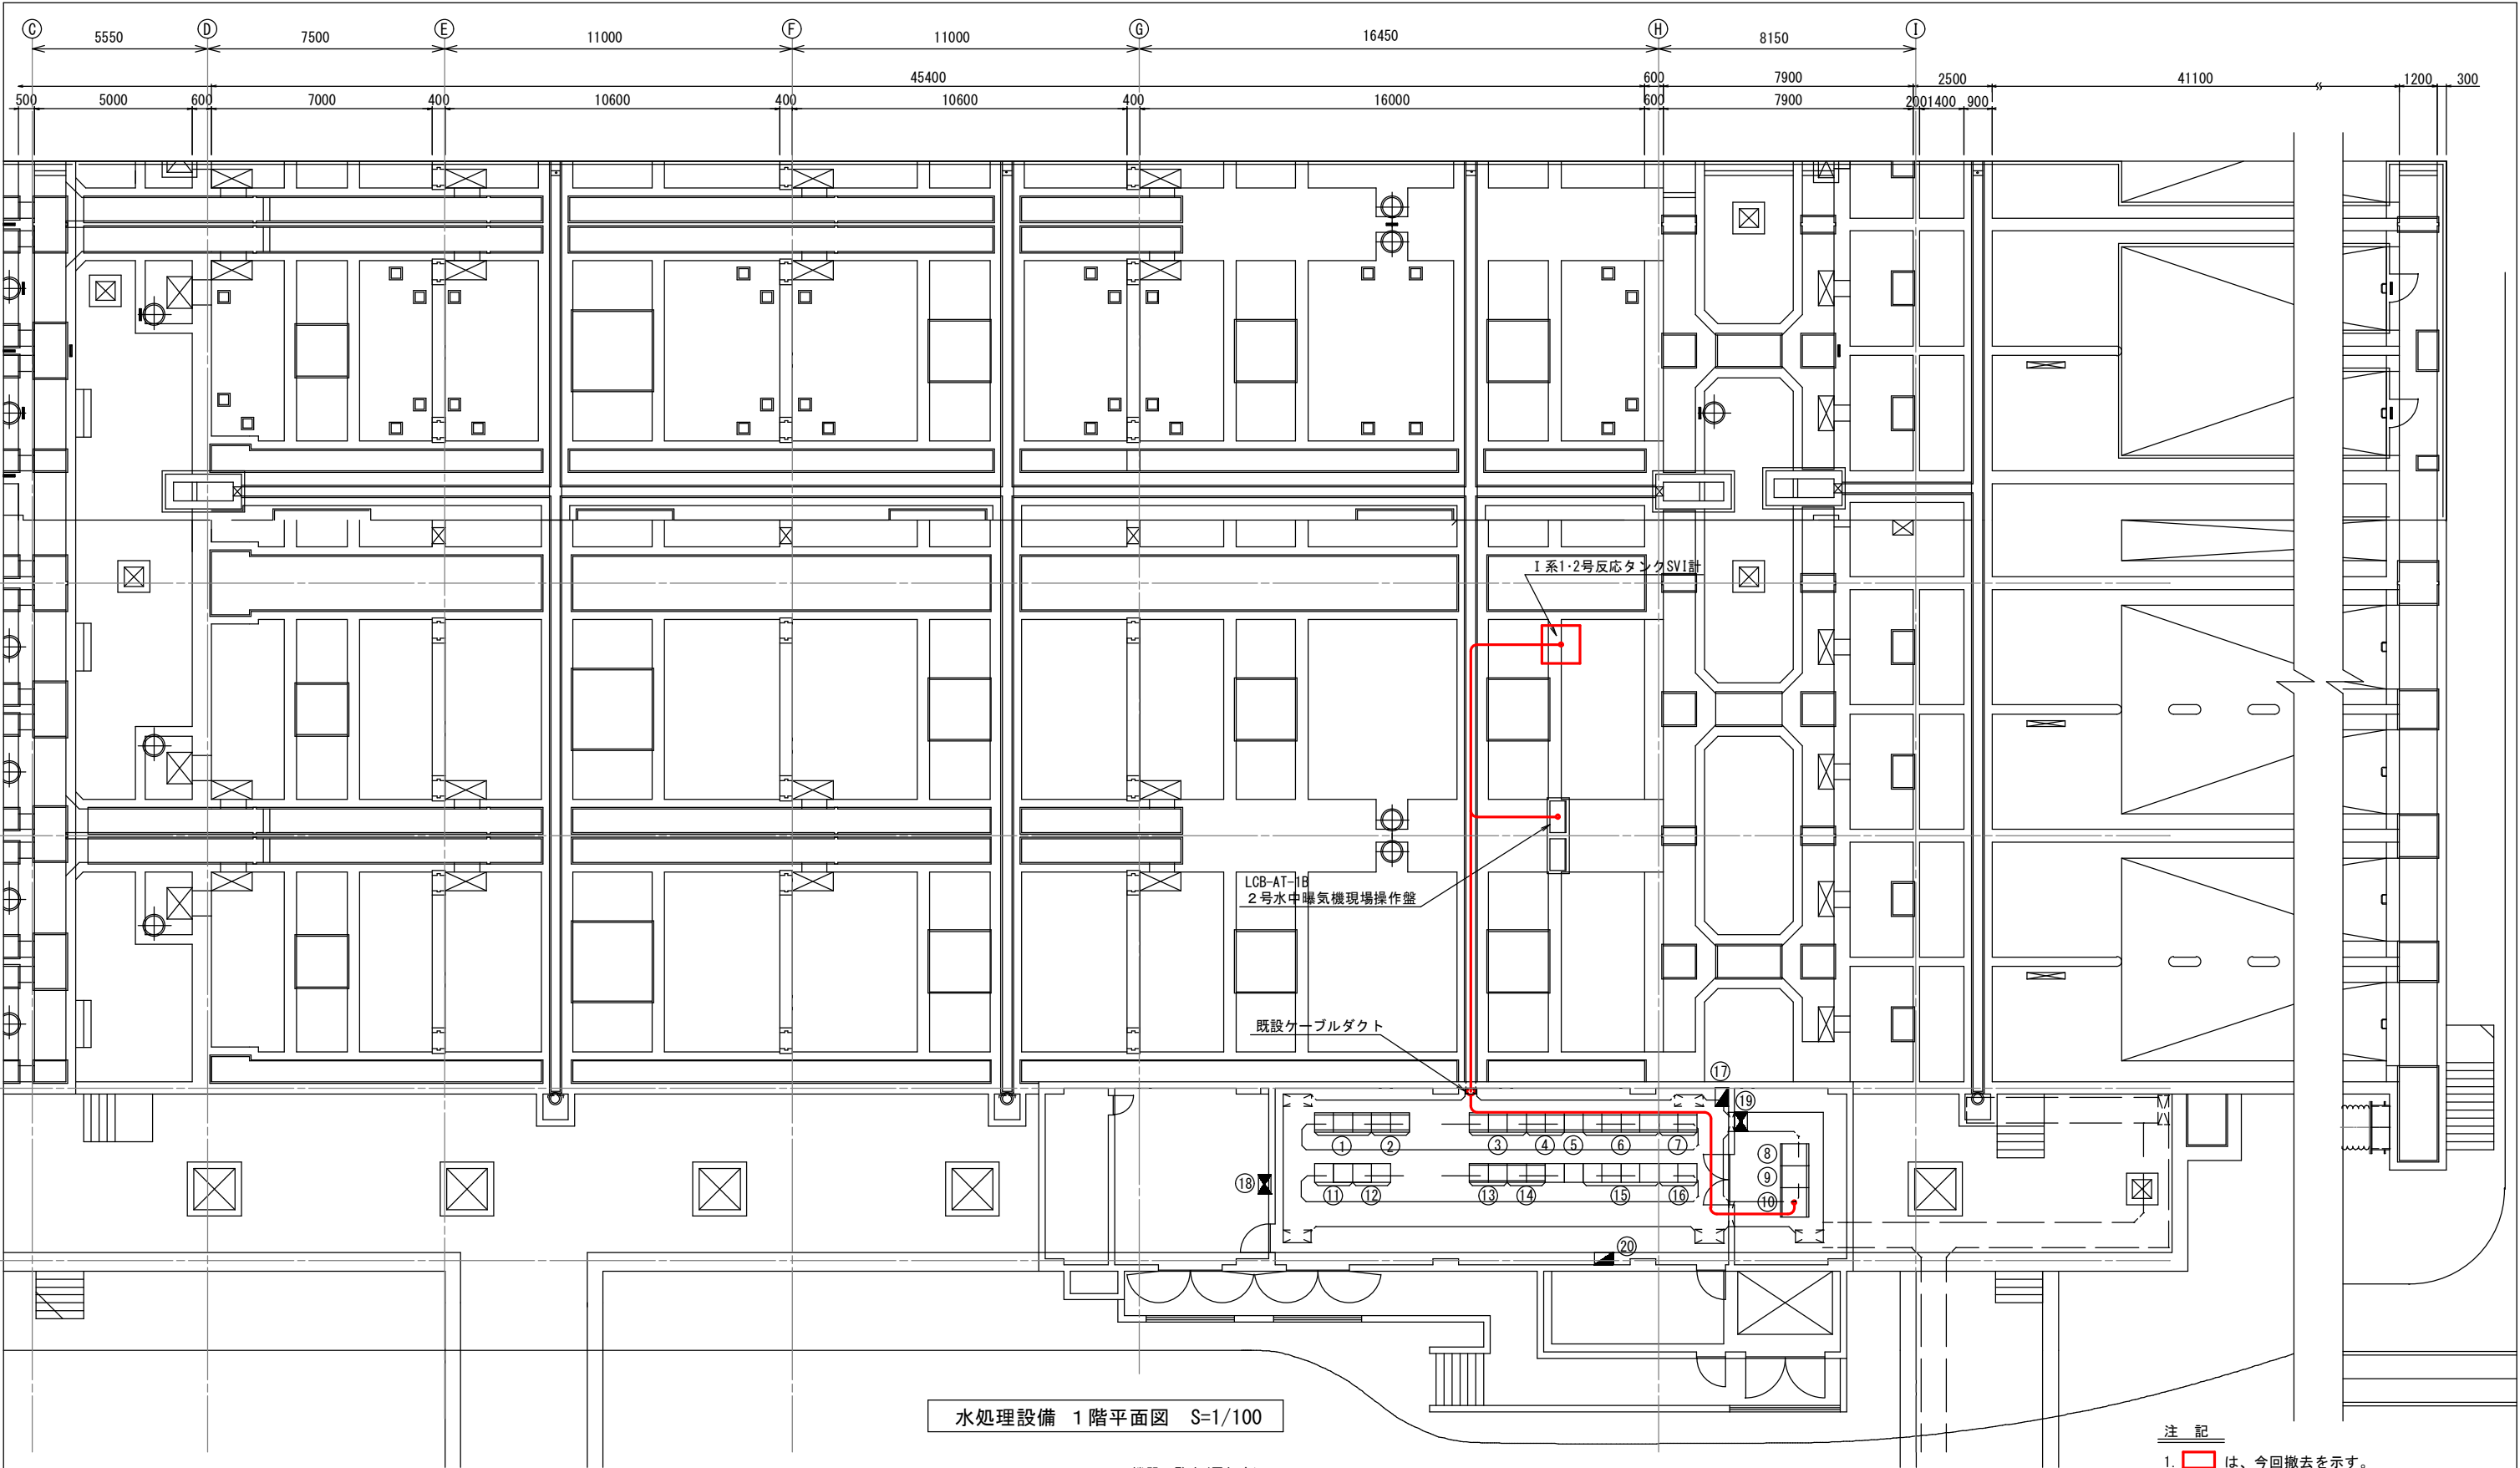 C D E F G H I
5550 7500 11000 11000 16450 8150
45400 600 7900 2500 41100 1200 300
500 5000 600 7000 400 10600 400 10600 400 16000 600 7900 200 1400 900
Ⅰ系1・2号反応タンクSVI計
LCB-AT-1B
２号水中曝気機現場操作盤
既設ケーブルダクト
⑰
⑲
① ② ③ ④ ⑤ ⑥ ⑦ ⑧
⑨
⑱ ⑪ ⑫ ⑬ ⑭ ⑮ ⑯ ⑩
⑳
水処理設備 １階平面図 S=1/100
注 記
1. は、今回撤去を示す。